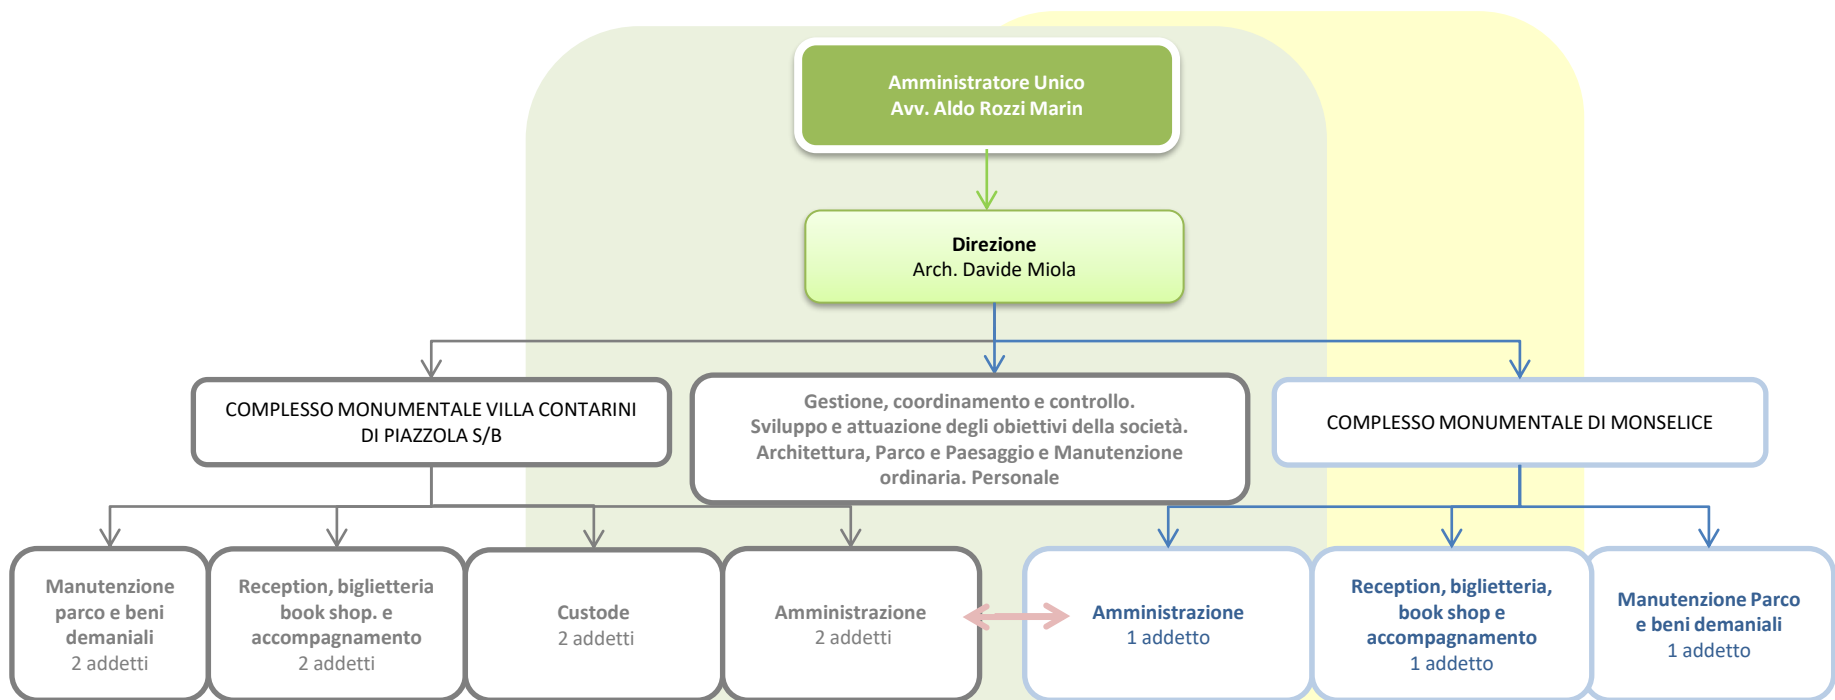 Amministratore Unico
Avv. Aldo Rozzi Marin
Direzione
Arch. Davide Miola
COMPLESSO MONUMENTALE VILLA CONTARINI
DI PIAZZOLA S/B
Gestione, coordinamento e controllo.
Sviluppo e attuazione degli obiettivi della società.
Architettura, Parco e Paesaggio e Manutenzione
ordinaria. Personale
COMPLESSO MONUMENTALE DI MONSELICE
Manutenzione
parco e beni
demaniali
2 addetti
Reception, biglietteria
book shop. e
accompagnamento
2 addetti
Custode
2 addetti
Amministrazione
2 addetti
Amministrazione
1 addetto
Reception, biglietteria,
book shop e
accompagnamento
1 addetto
Manutenzione Parco
e beni demaniali
1 addetto